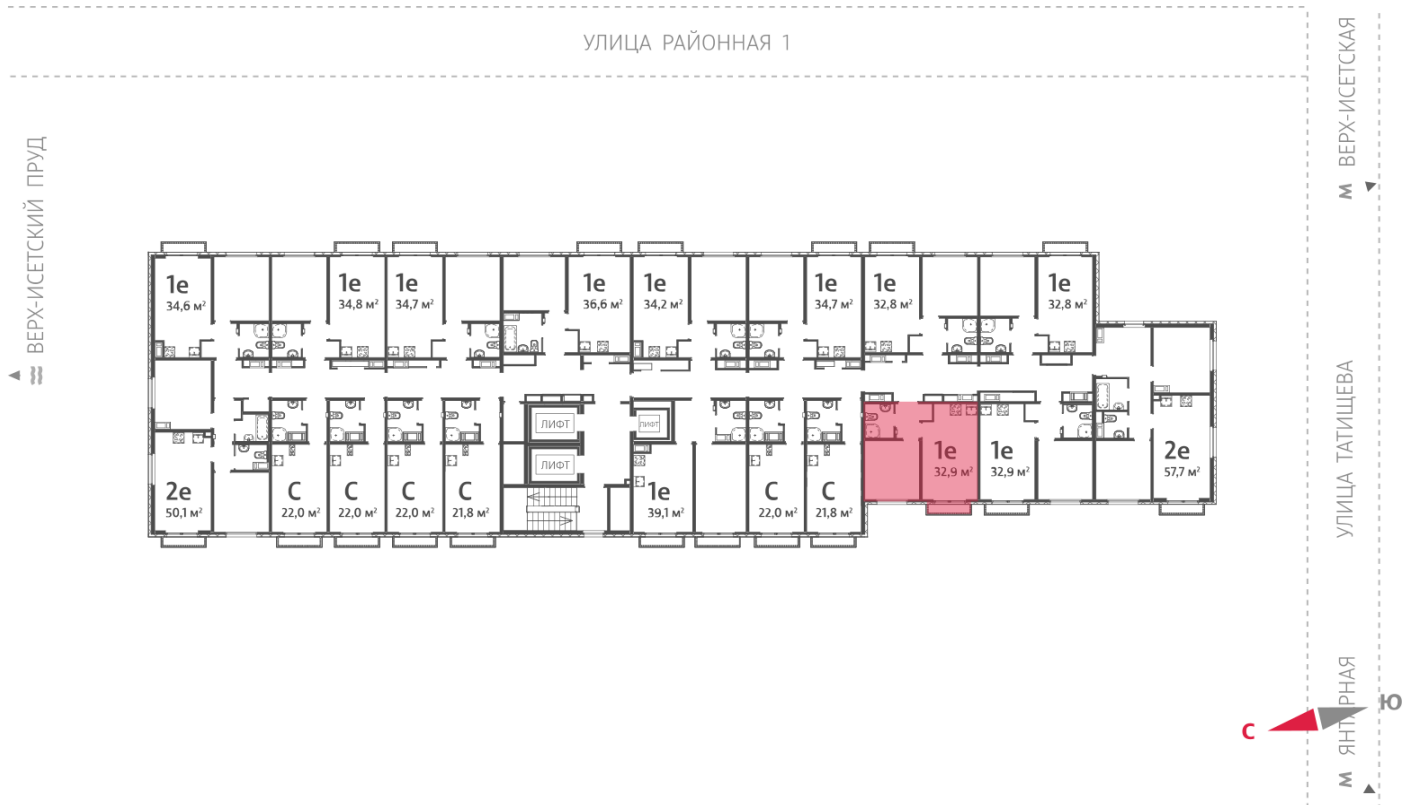 УЛИЦА РАЙОННАЯ 1
М ВЕРХ-ИСЕТСКАЯ
ВЕРХ-ИСЕТСКИЙ ПРУД
1е
34,6 м²
1е
34,8 м²
1е
34,7 м²
1е
36,6 м²
1е
34,2 м²
1е
34,7 м²
1е
32,8 м²
1е
32,8 м²
ЛИФТ
ЛИФТ
ЛИФТ
2е
50,1 м²
С
22,0 м²
С
22,0 м²
С
22,0 м²
С
21,8 м²
1е
39,1 м²
С
22,0 м²
С
21,8 м²
1е
32,9 м²
1е
32,9 м²
2е
57,7 м²
УЛИЦА ТАТИЩЕВА
М ЯНТАРНАЯ
С
Ю